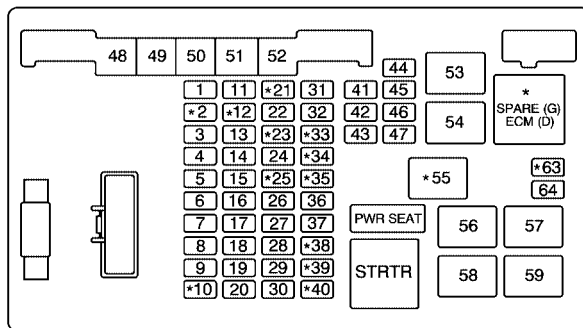 48 49 50 51 52
44
53
1 11 *21 31 41 45
*2 *12 22 32 42 46
3 13 *23 *33 43 47
54
*
SPARE (G)
ECM (D)
4 14 24 *34
5 15 *25 *35
*55
*63
64
6 16 26 36
7 17 27 37
PWR SEAT
56 57
8 18 28 *38
9 19 29 *39
*10 20 30 *40
STRTR
58 59